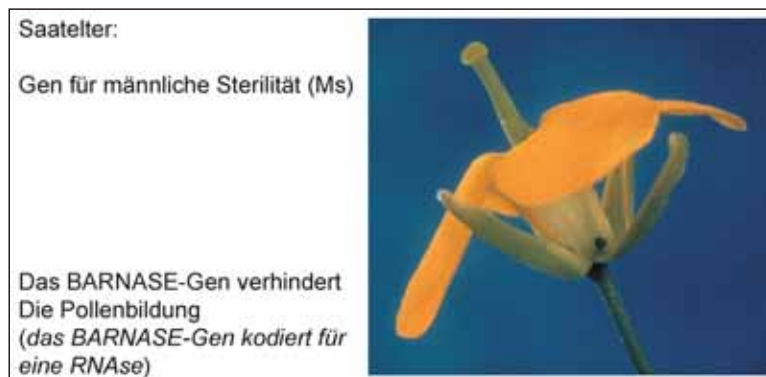 Saatelter:
Gen für männliche Sterilität (Ms)
Das BARNASE-Gen verhindert
Die Pollenbildung
(das BARNASE-Gen kodiert für
eine RNAse)